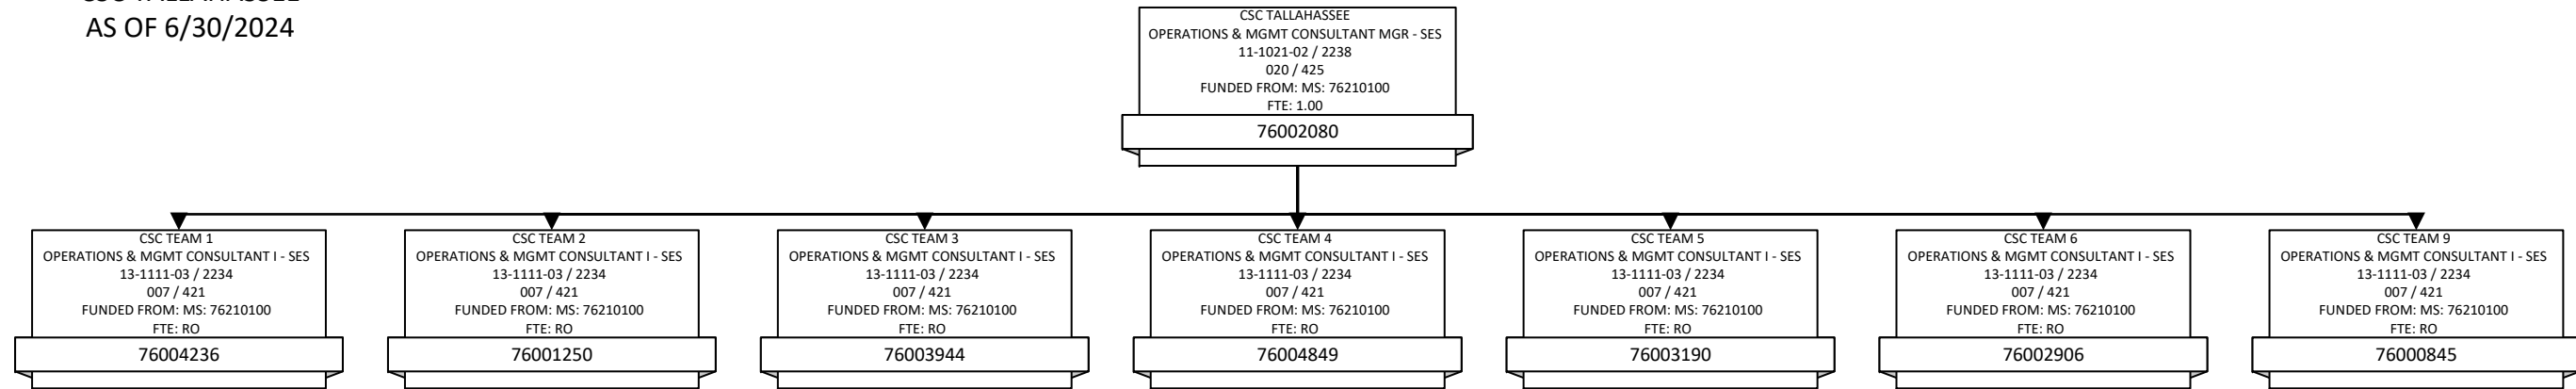 AS OF 6/30/2024
CSC TALLAHASSEE
OPERATIONS & MGMT CONSULTANT MGR - SES
11-1021-02 / 2238
020 / 425
FUNDED FROM: MS: 76210100
FTE: 1.00
76002080
CSC TEAM 1
OPERATIONS & MGMT CONSULTANT I - SES
13-1111-03 / 2234
007 / 421
FUNDED FROM: MS: 76210100
FTE: RO
76004236
CSC TEAM 2
OPERATIONS & MGMT CONSULTANT I - SES
13-1111-03 / 2234
007 / 421
FUNDED FROM: MS: 76210100
FTE: RO
76001250
CSC TEAM 3
OPERATIONS & MGMT CONSULTANT I - SES
13-1111-03 / 2234
007 / 421
FUNDED FROM: MS: 76210100
FTE: RO
76003944
CSC TEAM 4
OPERATIONS & MGMT CONSULTANT I - SES
13-1111-03 / 2234
007 / 421
FUNDED FROM: MS: 76210100
FTE: RO
76004849
CSC TEAM 5
OPERATIONS & MGMT CONSULTANT I - SES
13-1111-03 / 2234
007 / 421
FUNDED FROM: MS: 76210100
FTE: RO
76003190
CSC TEAM 6
OPERATIONS & MGMT CONSULTANT I - SES
13-1111-03 / 2234
007 / 421
FUNDED FROM: MS: 76210100
FTE: RO
76002906
CSC TEAM 9
OPERATIONS & MGMT CONSULTANT I - SES
13-1111-03 / 2234
007 / 421
FUNDED FROM: MS: 76210100
FTE: RO
76000845